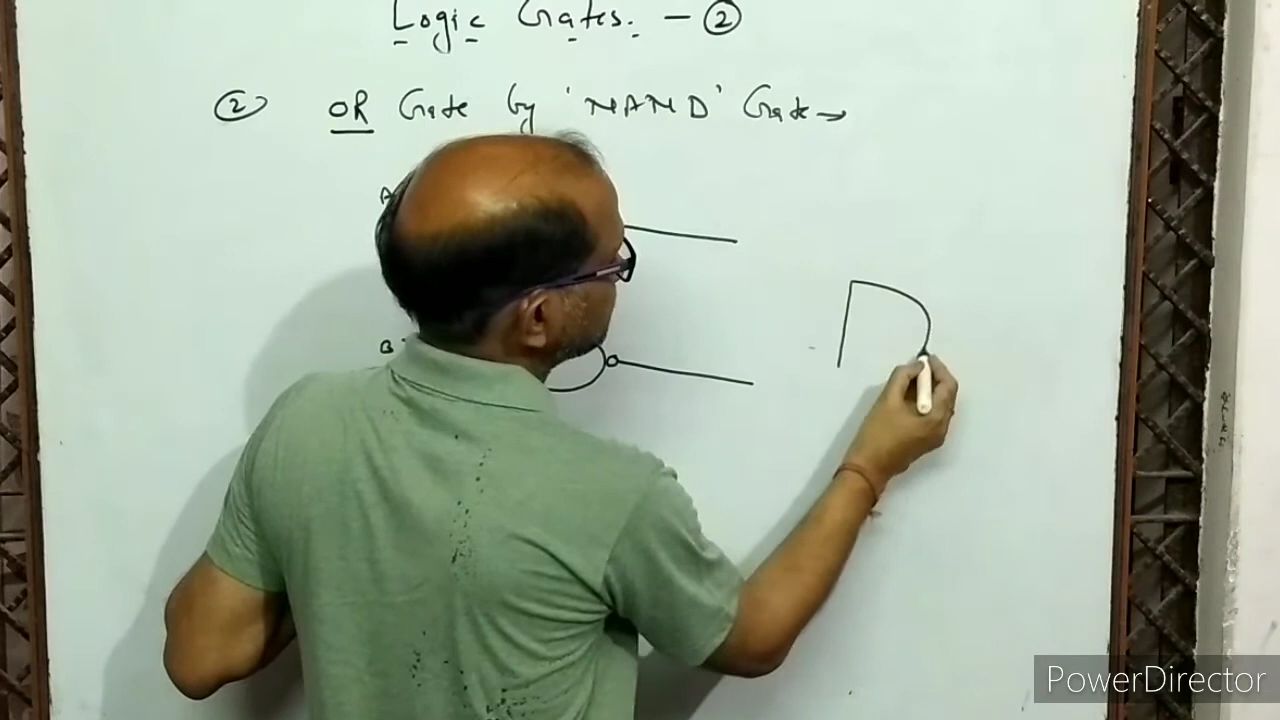 Logic Gates. - ②
② OR Gate by 'NAND' Gate →
A
B
PowerDirector